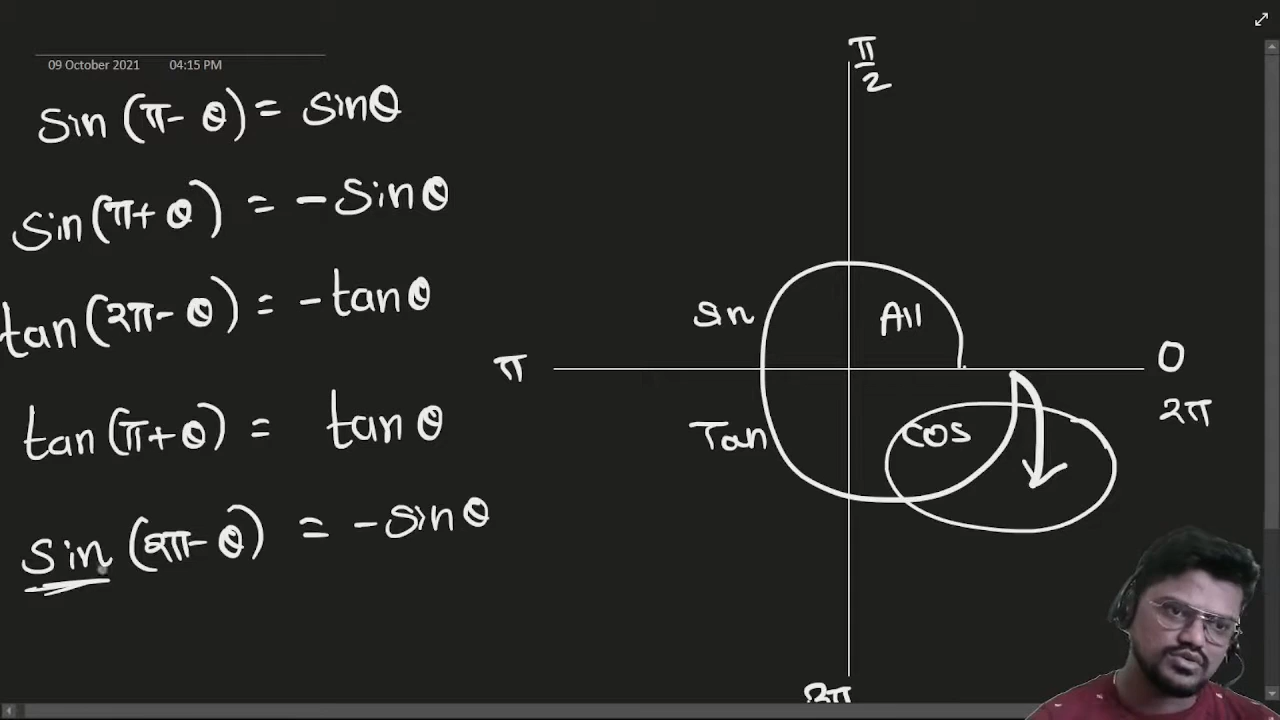 09 October 2021 04:15 PM
sin (π- θ) = sinθ
sin (π+ θ) = - sinθ
tan (2π- θ) = - tanθ
tan (π+ θ) = tanθ
sin (2π- θ) = - sinθ
π
2
sin All
π 0
2π
Tan cos
3π